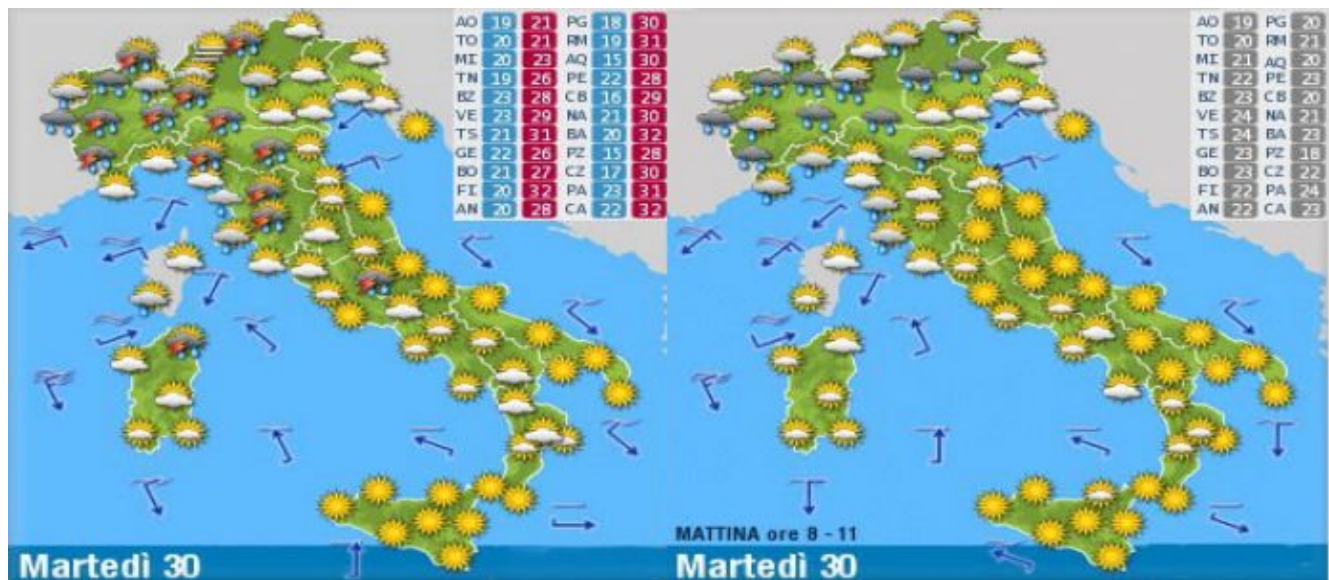 AO 19 21 PG 18 30
TO 20 21 RM 19 31
MI 20 23 AQ 15 30
TN 19 26 PE 22 28
BZ 23 28 CB 16 29
VE 23 29 NA 21 30
TS 21 31 BA 20 32
GE 22 26 PZ 15 28
BO 21 27 CZ 17 30
FI 20 32 PA 23 31
AN 20 28 CA 22 32
Martedì 30
AO 19 PG 20
TO 20 RM 21
MI 21 AQ 20
TN 22 PE 23
BZ 23 CB 20
VE 24 NA 21
TS 24 BA 23
GE 23 PZ 18
BO 23 CZ 22
FI 22 PA 24
AN 22 CA 23
MATTINA ore 8 - 11
Martedì 30